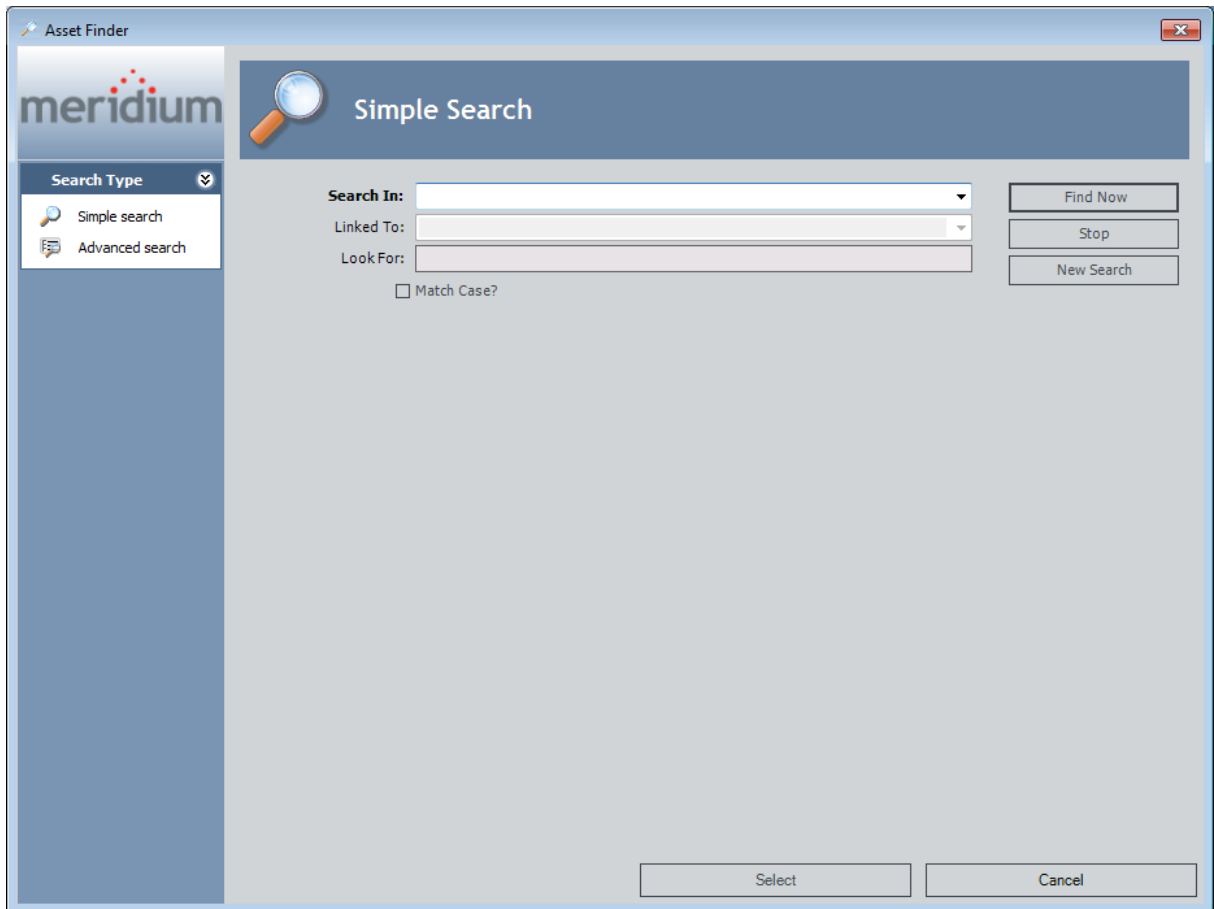 Asset Finder
meridium
Simple Search
Search Type
Simple search
Advanced search
Search In:
Linked To:
Look For:
Match Case?
Find Now
Stop
New Search
Select
Cancel